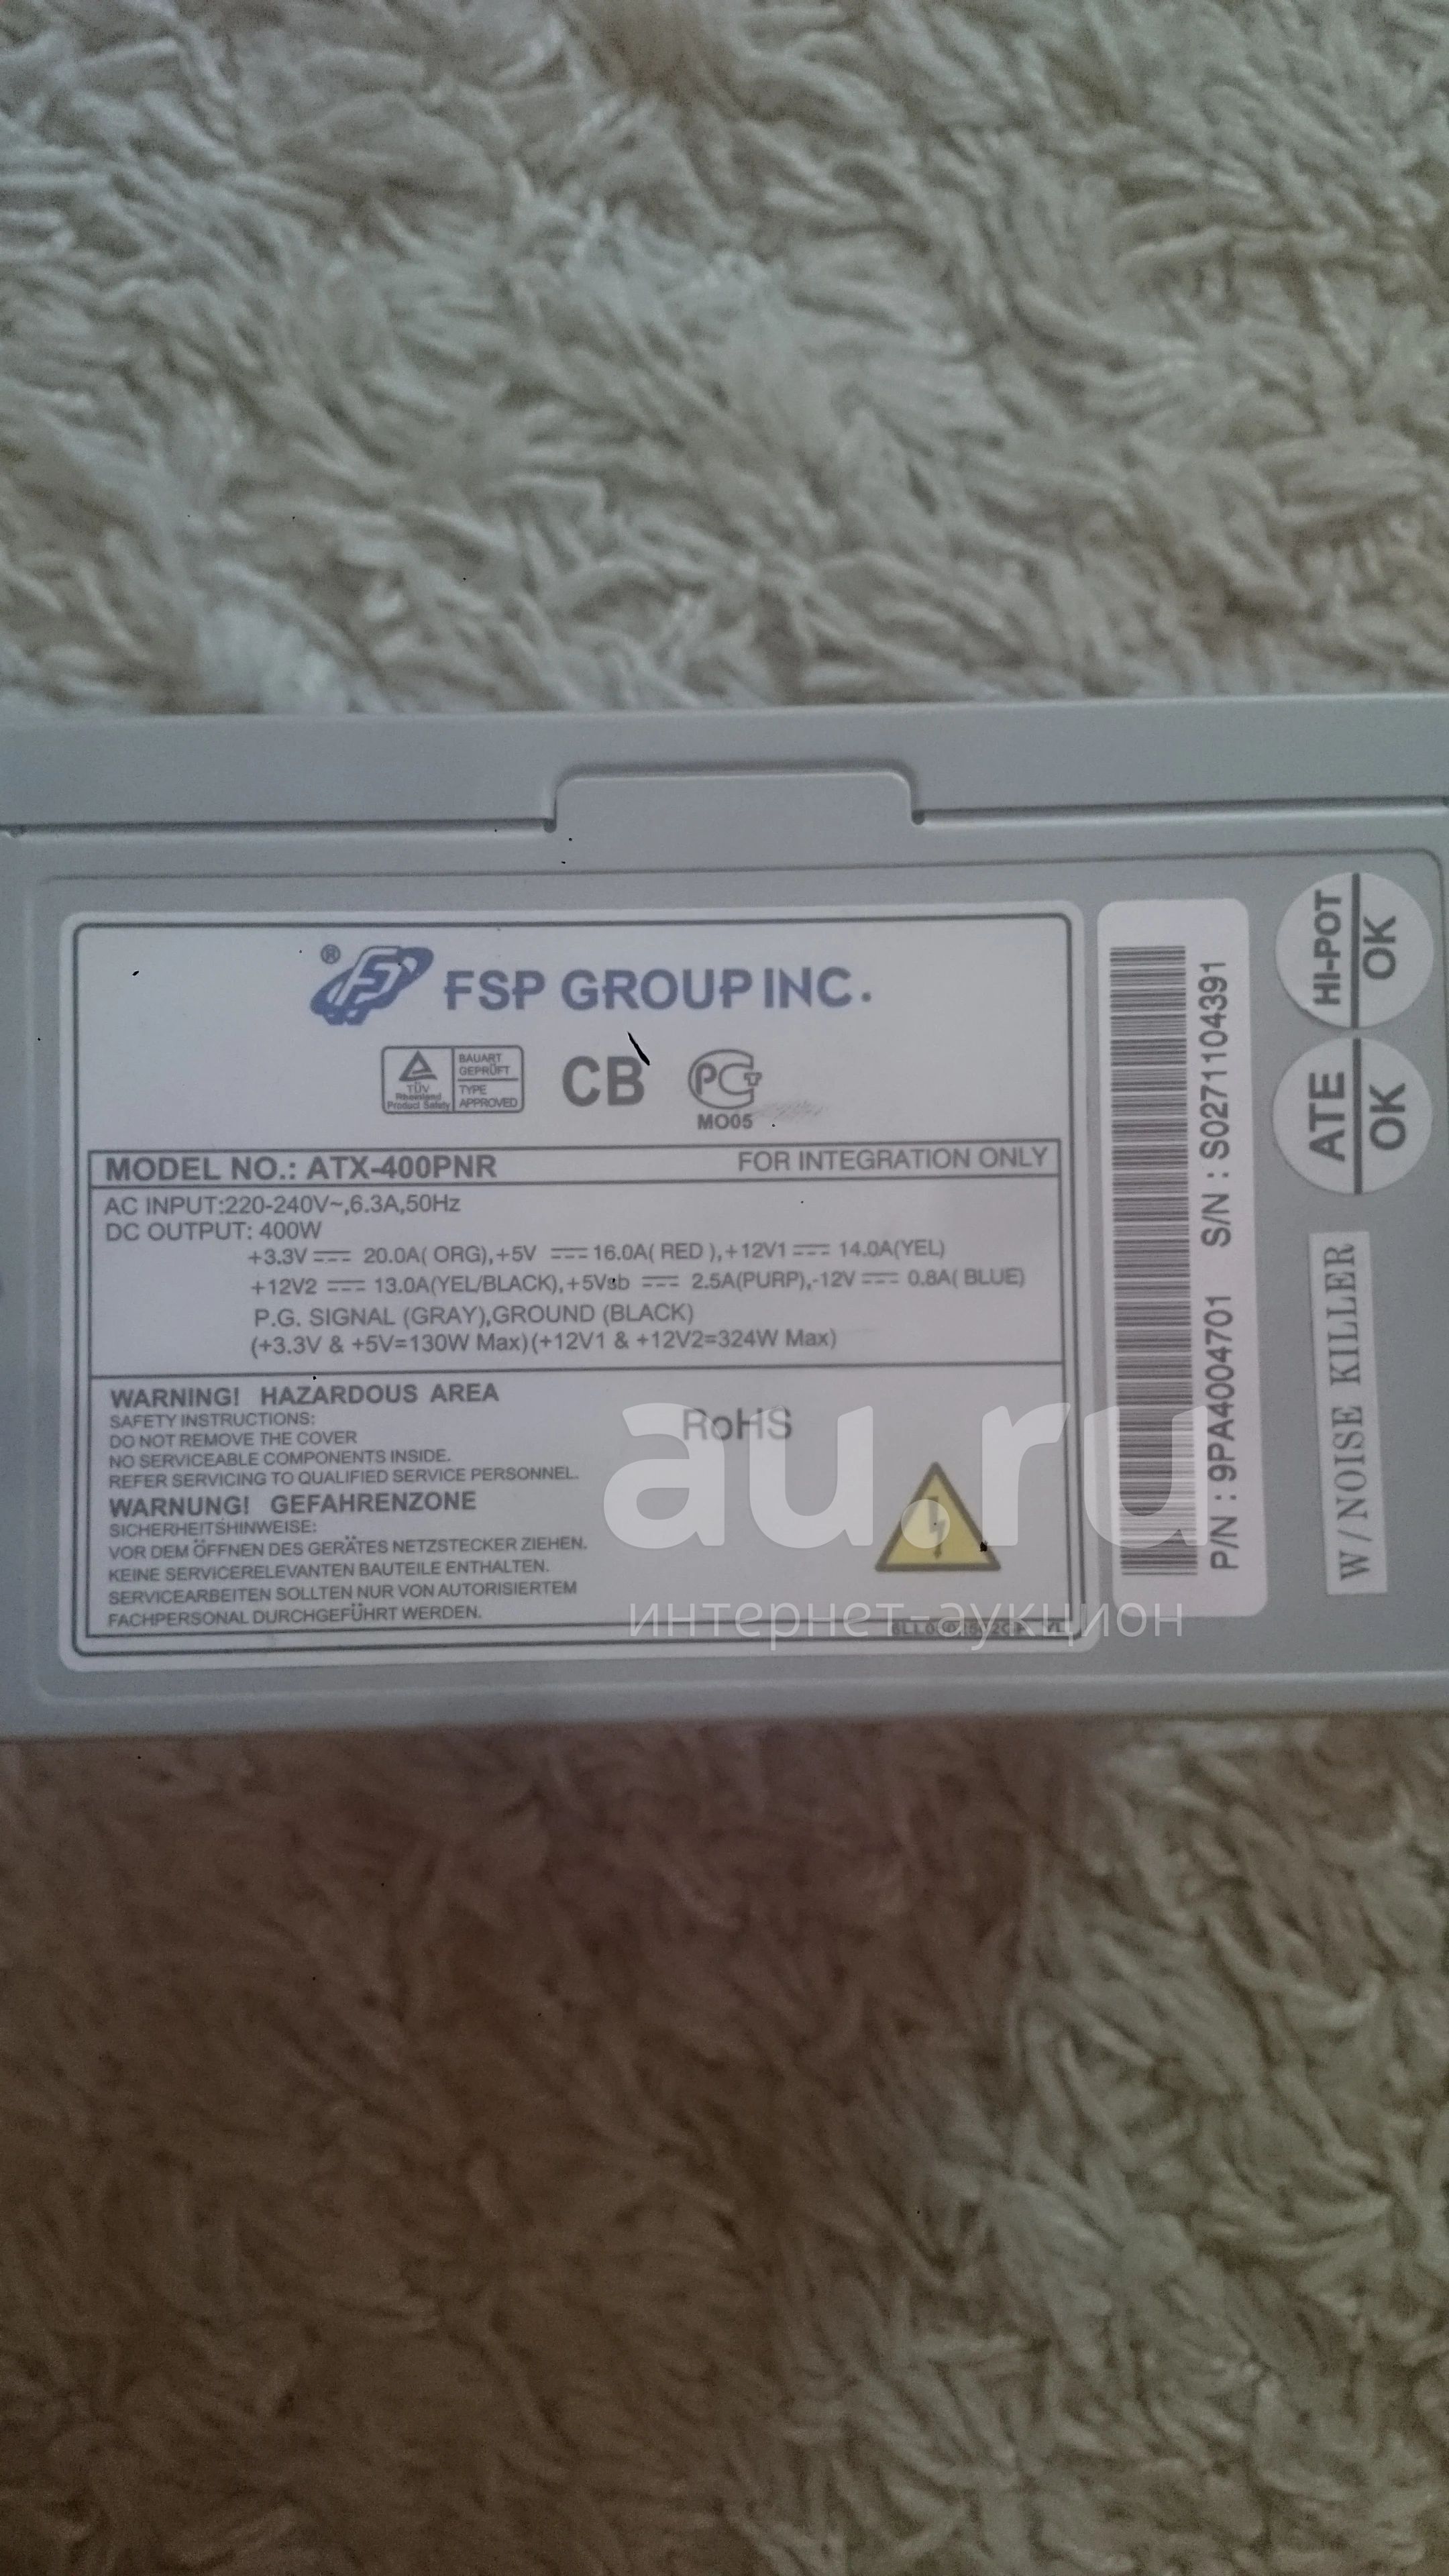 ® FSP GROUP INC.
TÜV
Rheinland
Product Safety
BAUART
GEPRÜFT
TYPE
APPROVED
CB
МО05
MODEL NO.: ATX-400PNR FOR INTEGRATION ONLY
AC INPUT:220-240V~,6.3A,50Hz
DC OUTPUT: 400W
+3.3V ⎓ 20.0A( ORG),+5V ⎓ 16.0A( RED ),+12V1 ⎓ 14.0A(YEL)
+12V2 ⎓ 13.0A(YEL/BLACK),+5Vsb ⎓ 2.5A(PURP),-12V ⎓ 0.8A( BLUE)
P.G. SIGNAL (GRAY),GROUND (BLACK)
(+3.3V & +5V=130W Max)(+12V1 & +12V2=324W Max)
WARNING! HAZARDOUS AREA
SAFETY INSTRUCTIONS:
DO NOT REMOVE THE COVER
NO SERVICEABLE COMPONENTS INSIDE.
REFER SERVICING TO QUALIFIED SERVICE PERSONNEL.
WARNUNG! GEFAHRENZONE
SICHERHEITSHINWEISE:
VOR DEM ÖFFNEN DES GERÄTES NETZSTECKER ZIEHEN.
KEINE SERVICERELEVANTEN BAUTEILE ENTHALTEN.
SERVICEARBEITEN SOLLTEN NUR VON AUTORISIERTEM
FACHPERSONAL DURCHGEFÜHRT WERDEN.
RoHS
P/N : 9PA4004701 S/N : S0271104391
HI-POT
OK
ATE
OK
W/NOISE KILLER
au.ru
интернет-аукцион